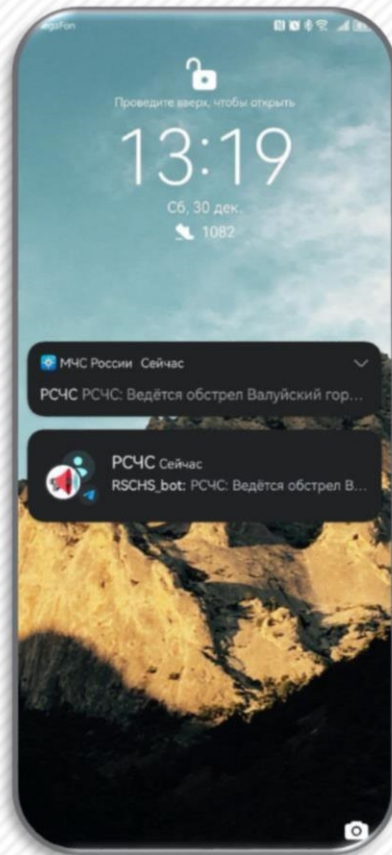 Проведите вверх, чтобы открыть
13:19
Сб, 30 дек.
1082
МЧС России Сейчас
РСЧС РСЧС: Ведётся обстрел Валуйский гор...
РСЧС Сейчас
RSCHS_bot: РСЧС: Ведётся обстрел В...